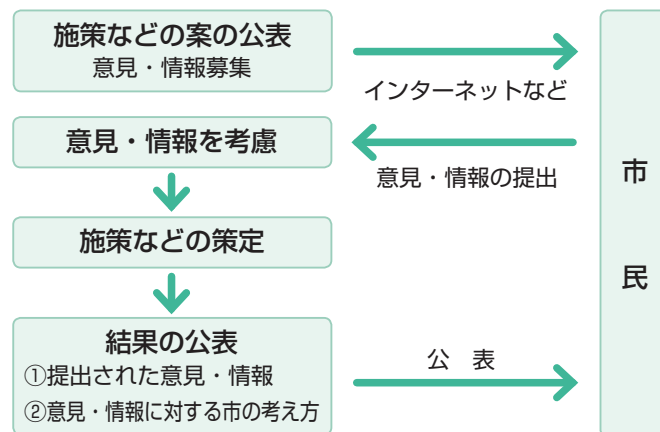 施策などの案の公表
意見・情報募集
インターネットなど
意見・情報を考慮
意見・情報の提出
施策などの策定
結果の公表
①提出された意見・情報
②意見・情報に対する市の考え方
公　表
市
民